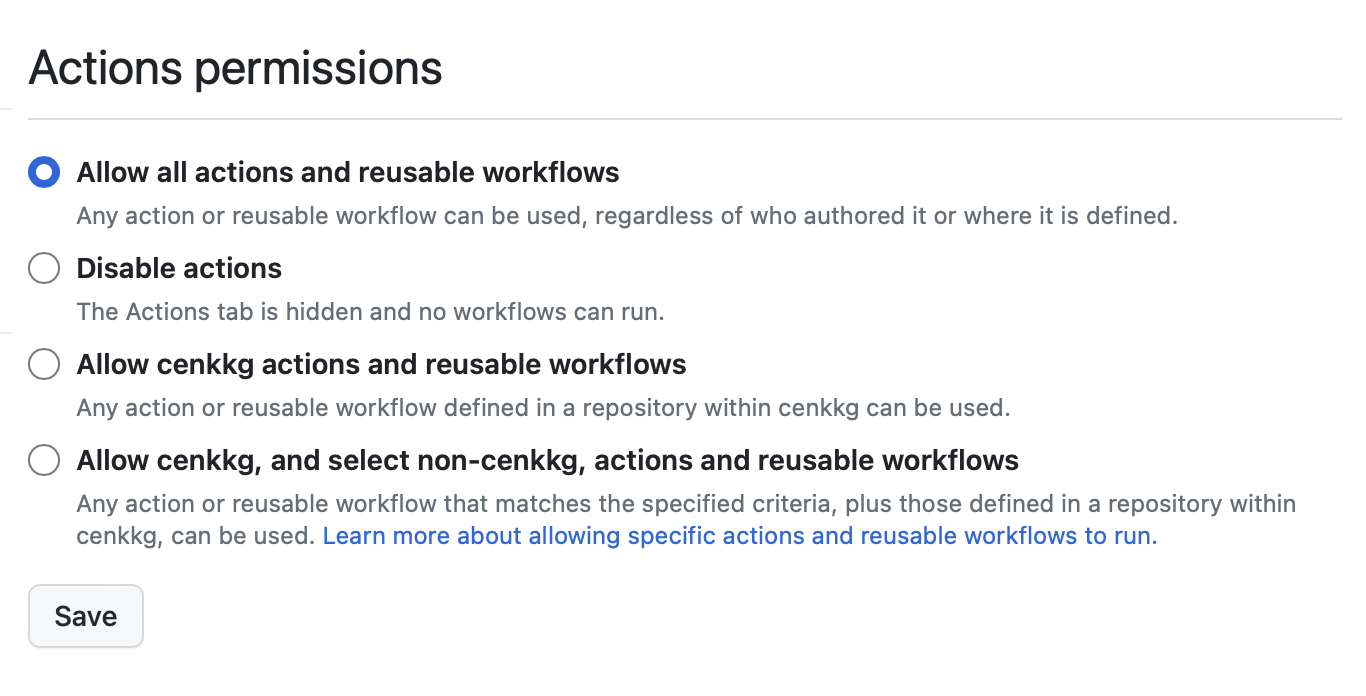 Actions permissions
Allow all actions and reusable workflows
Any action or reusable workflow can be used, regardless of who authored it or where it is defined.
Disable actions
The Actions tab is hidden and no workflows can run.
Allow cenkkg actions and reusable workflows
Any action or reusable workflow defined in a repository within cenkkg can be used.
Allow cenkkg, and select non-cenkkg, actions and reusable workflows
Any action or reusable workflow that matches the specified criteria, plus those defined in a repository within
cenkkg, can be used. Learn more about allowing specific actions and reusable workflows to run.
Save